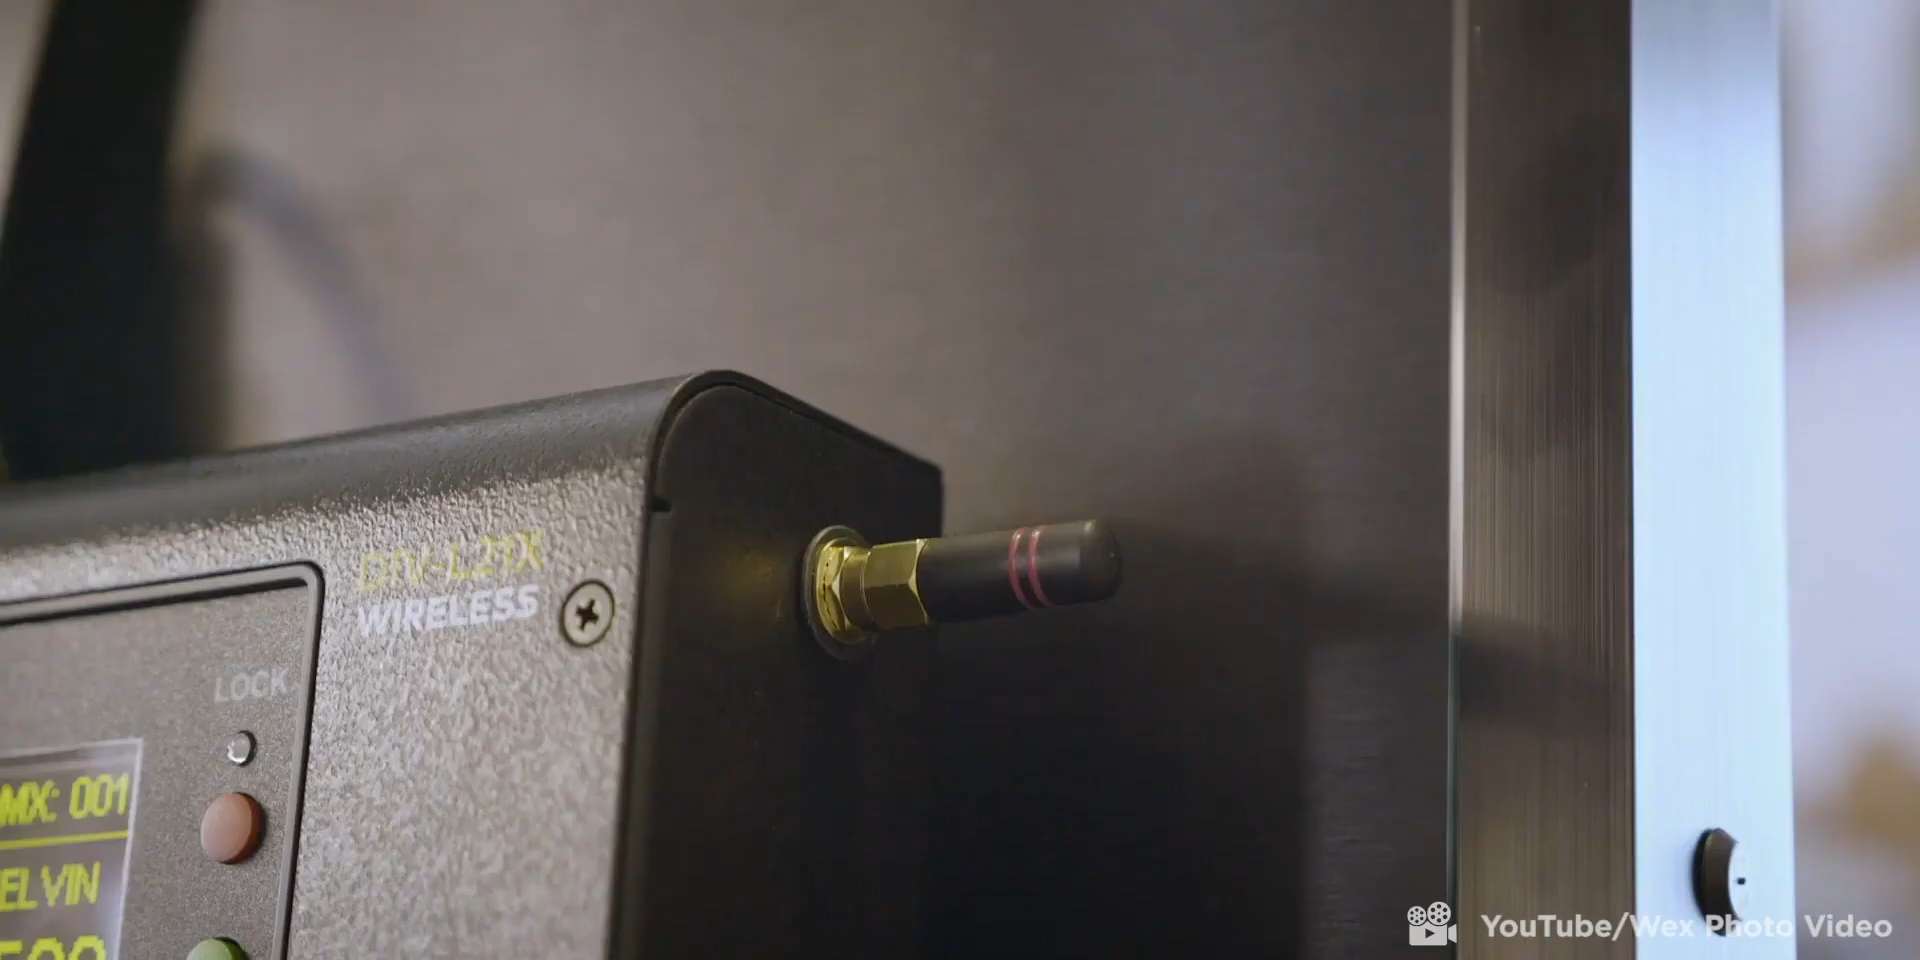 WIRELESS
LOCK
MX: 001
ELVIN
YouTube/Wex Photo Video